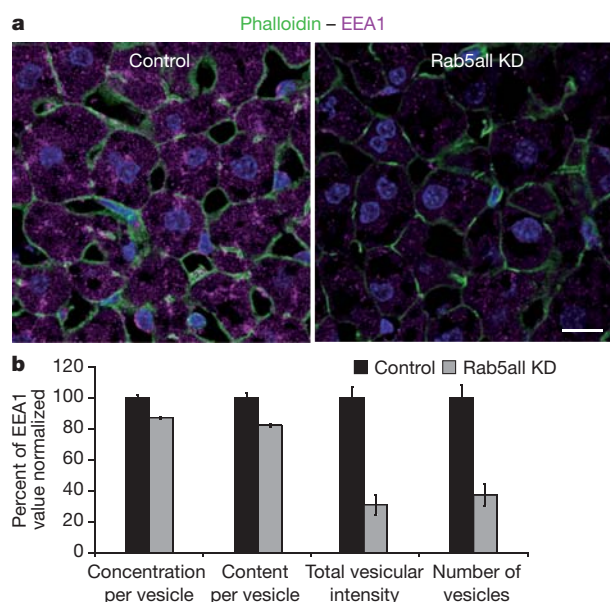 a
Phalloidin – EEA1
Control
Rab5all KD
b
Percent of EEA1
value normalized
120
100
80
60
40
20
0
Control
Rab5all KD
Concentration
per vesicle
Content
per vesicle
Total vesicular
intensity
Number of
vesicles